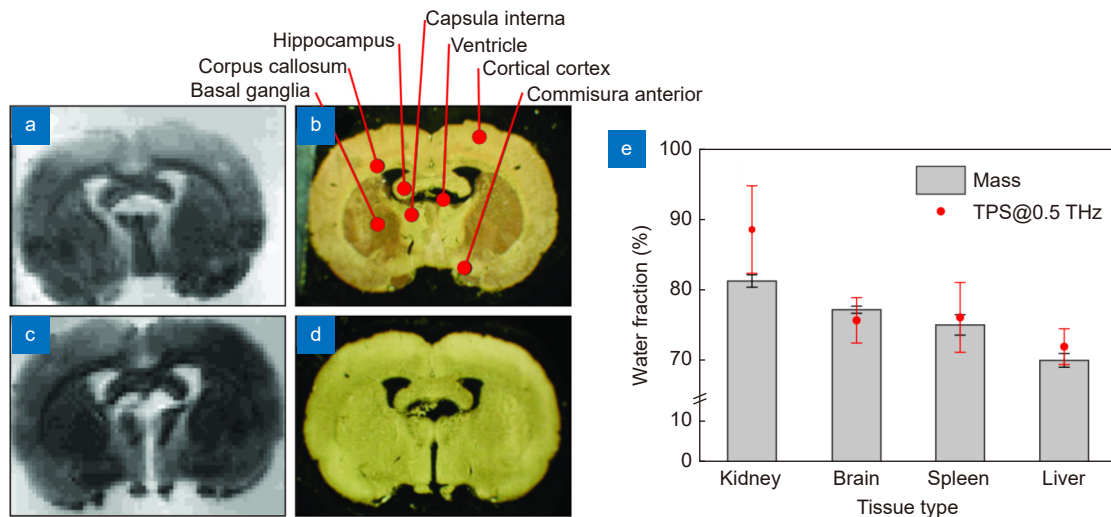 Capsula interna
Hippocampus
Ventricle
Corpus callosum
Cortical cortex
Basal ganglia
Commisura anterior
a
b
c
d
e
100
90
80
70
10
0
Water fraction (%)
Mass
TPS@0.5 THz
Kidney
Brain
Spleen
Liver
Tissue type